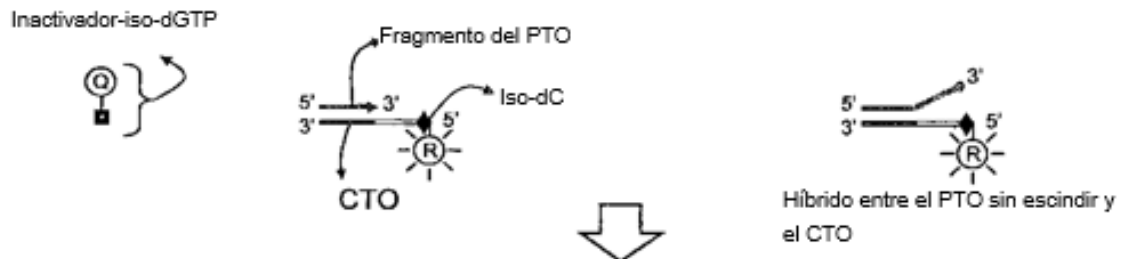 Inactivador-iso-dGTP
Q
Fragmento del PTO
5' 3'
Iso-dC
3' 5'
R
CTO
3'
5'
3' 5'
R
Híbrido entre el PTO sin escindir y
el CTO